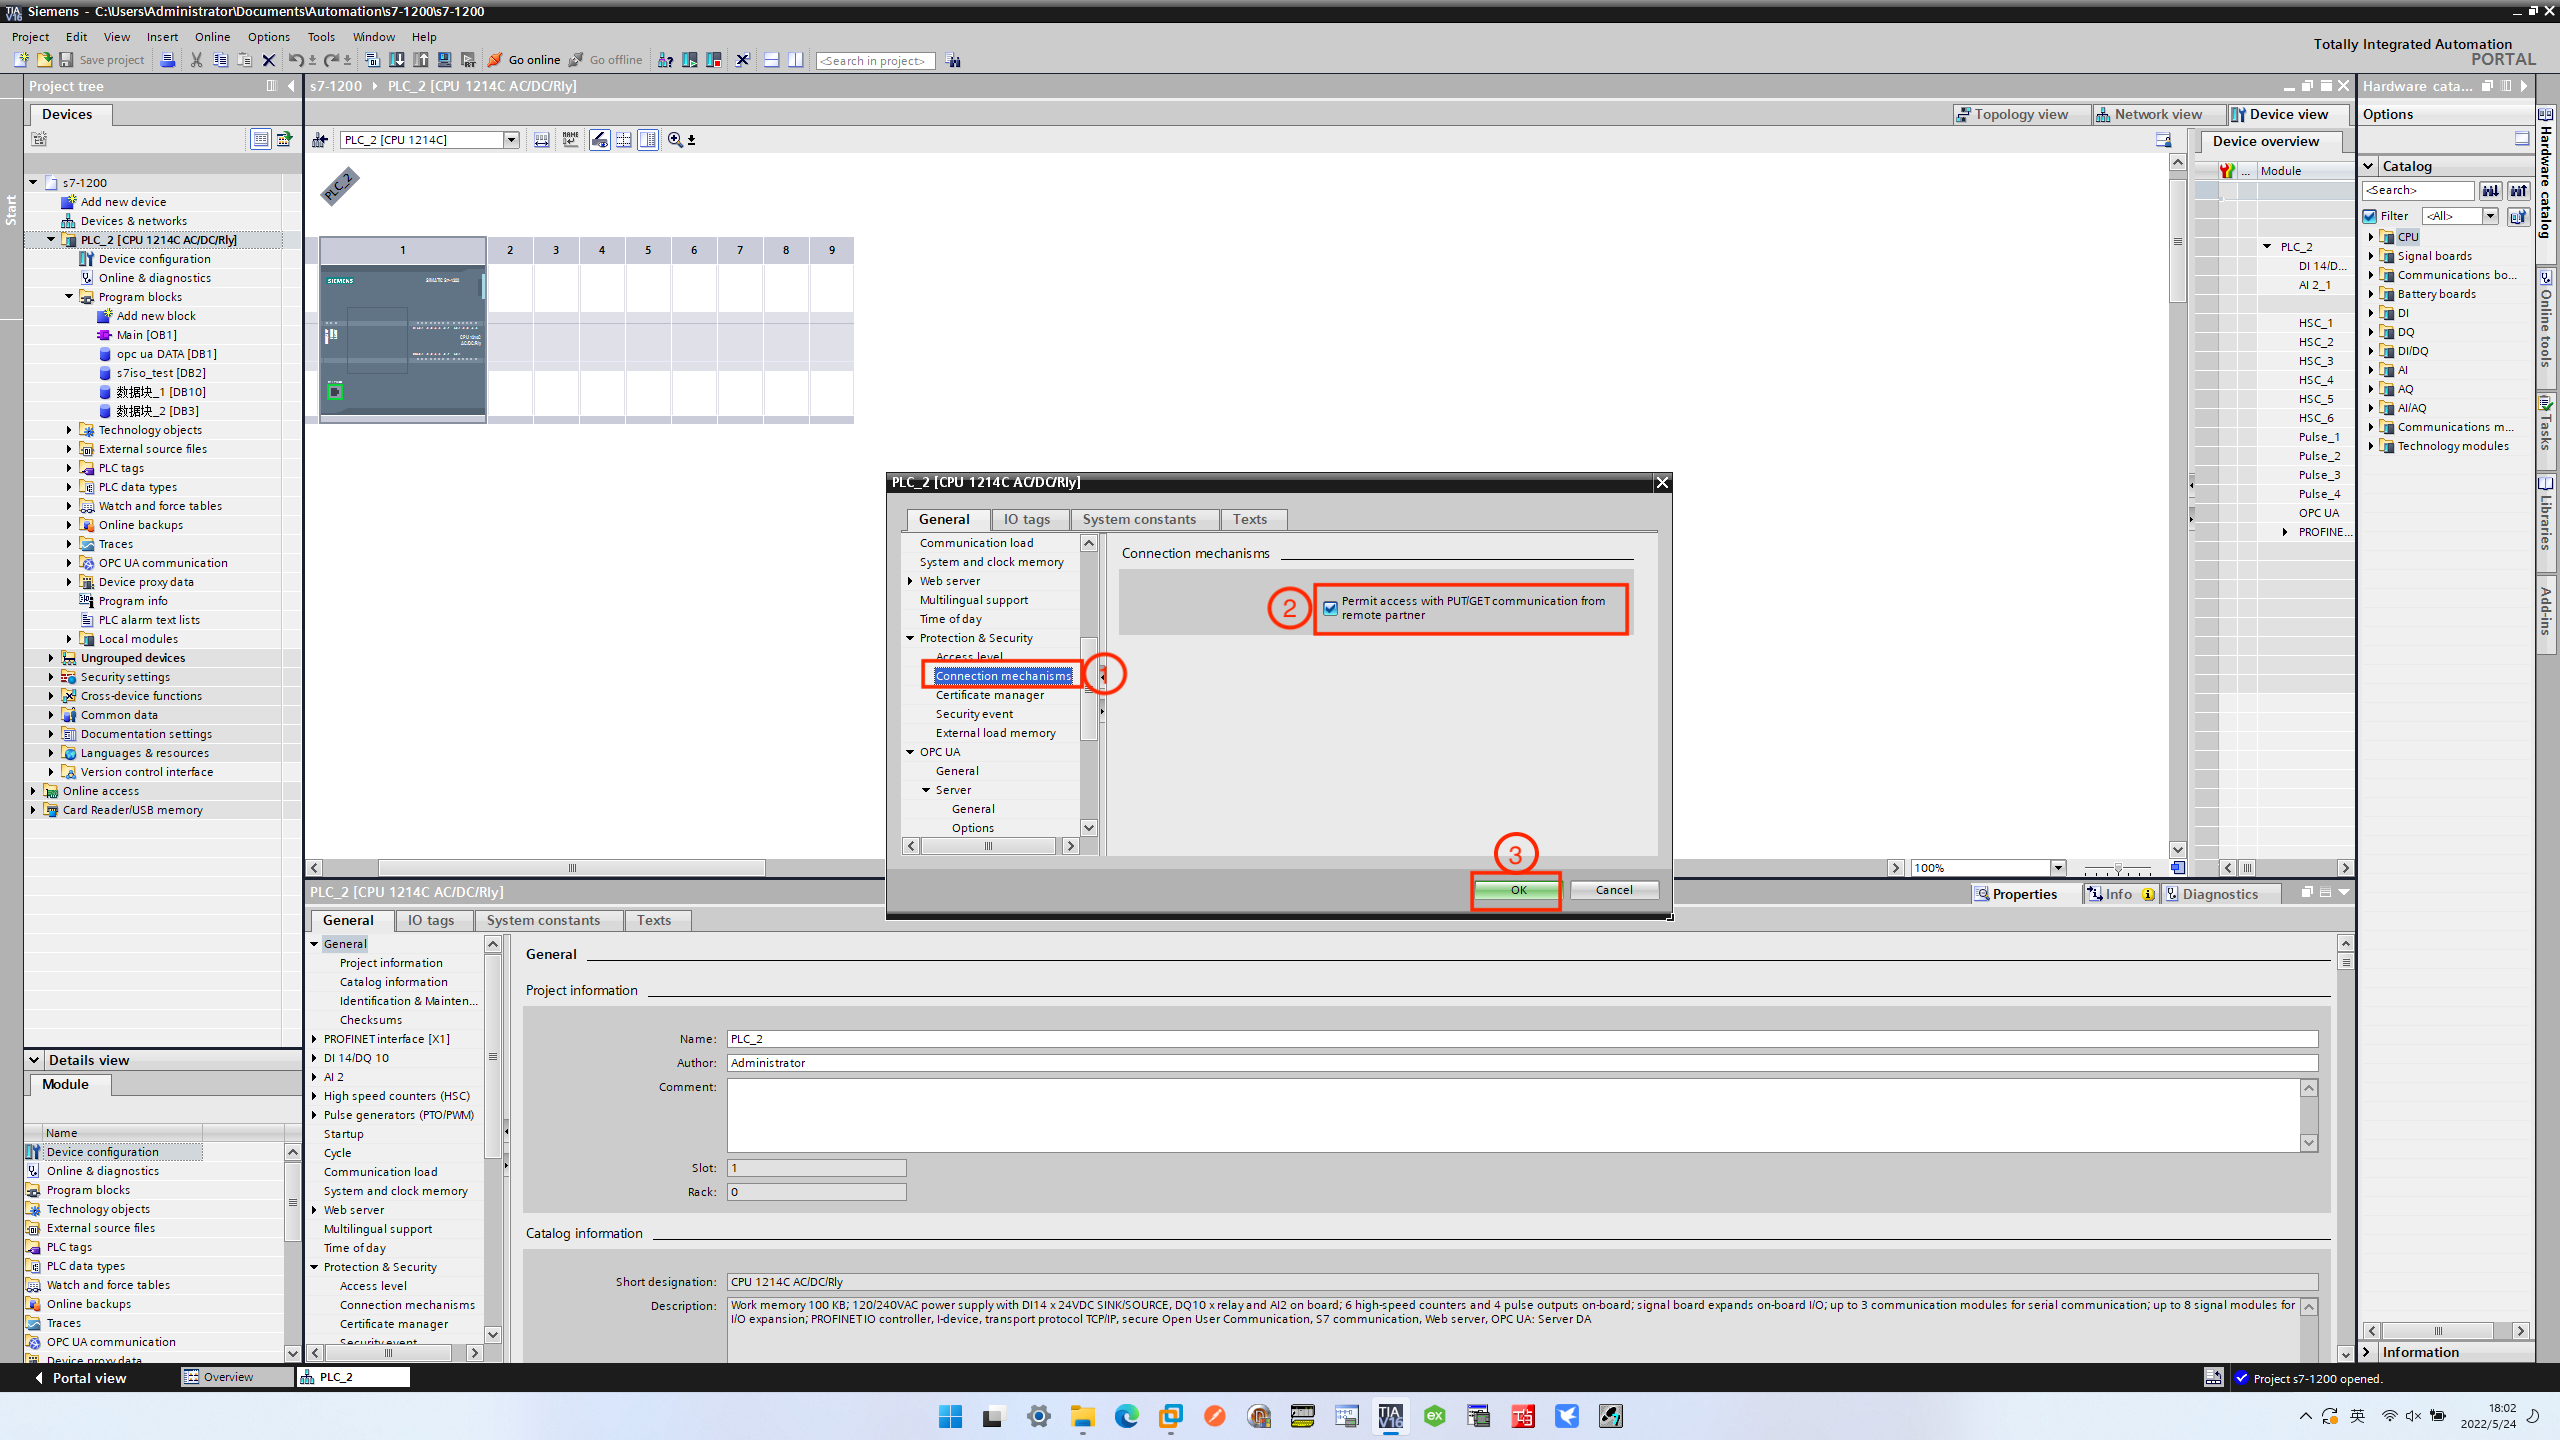 Siemens - C:\Users\Administrator\Documents\Automation\s7-1200\s7-1200
Project Edit View Insert Online Options Tools Window Help
Totally Integrated Automation
PORTAL
Save project Go online Go offline <Search in project>
Project tree
s7-1200 PLC_2 [CPU 1214C AC/DC/Rly]
Hardware cata...
Devices
Topology view Network view Device view
Options
PLC_2 [CPU 1214C]
Device overview
Start
s7-1200
Add new device
Devices & networks
PLC_2 [CPU 1214C AC/DC/Rly]
Device configuration
Online & diagnostics
Program blocks
Add new block
Main [OB1]
opc ua DATA [DB1]
s7iso_test [DB2]
数据块_1 [DB10]
数据块_2 [DB3]
Technology objects
External source files
PLC tags
PLC data types
Watch and force tables
Online backups
Traces
OPC UA communication
Device proxy data
Program info
PLC alarm text lists
Local modules
Ungrouped devices
Security settings
Cross-device functions
Common data
Documentation settings
Languages & resources
Version control interface
Online access
Card Reader/USB memory
PLC_2
1 2 3 4 5 6 7 8 9
SIEMENS SIMATIC S7-1200
CPU 1214C
AC/DC/Rly
... Module
PLC_2
DI 14/D...
AI 2_1
HSC_1
HSC_2
HSC_3
HSC_4
HSC_5
HSC_6
Pulse_1
Pulse_2
Pulse_3
Pulse_4
OPC UA
PROFINE...
Catalog
<Search>
Filter <All>
CPU
Signal boards
Communications bo...
Battery boards
DI
DQ
DI/DQ
AI
AQ
AI/AQ
Communications m...
Technology modules
Hardware catalog
Online tools
Tasks
Libraries
Add-ins
PLC_2 [CPU 1214C AC/DC/Rly]
General IO tags System constants Texts
Communication load
System and clock memory
Web server
Multilingual support
Time of day
Protection & Security
Access level
Connection mechanisms
Certificate manager
Security event
External load memory
OPC UA
General
Server
General
Options
Connection mechanisms
Permit access with PUT/GET communication from
remote partner
1
2
3
OK Cancel
100%
PLC_2 [CPU 1214C AC/DC/Rly]
Properties Info Diagnostics
General IO tags System constants Texts
General
Project information
Catalog information
Identification & Mainten...
Checksums
PROFINET interface [X1]
DI 14/DQ 10
AI 2
High speed counters (HSC)
Pulse generators (PTO/PWM)
Startup
Cycle
Communication load
System and clock memory
Web server
Multilingual support
Time of day
Protection & Security
Access level
Connection mechanisms
Certificate manager
Security event
General
Project information
Name: PLC_2
Author: Administrator
Comment:
Slot: 1
Rack: 0
Catalog information
Short designation: CPU 1214C AC/DC/Rly
Description: Work memory 100 KB; 120/240VAC power supply with DI14 x 24VDC SINK/SOURCE, DQ10 x relay and AI2 on board; 6 high-speed counters and 4 pulse outputs on-board; signal board expands on-board I/O; up to 3 communication modules for serial communication; up to 8 signal modules for
I/O expansion; PROFINET IO controller, I-device, transport protocol TCP/IP, secure Open User Communication, S7 communication, Web server, OPC UA: Server DA
Details view
Module
Name
Device configuration
Online & diagnostics
Program blocks
Technology objects
External source files
PLC tags
PLC data types
Watch and force tables
Online backups
Traces
OPC UA communication
Device proxy data
Information
Portal view Overview PLC_2
Project s7-1200 opened.
英
18:02
2022/5/24